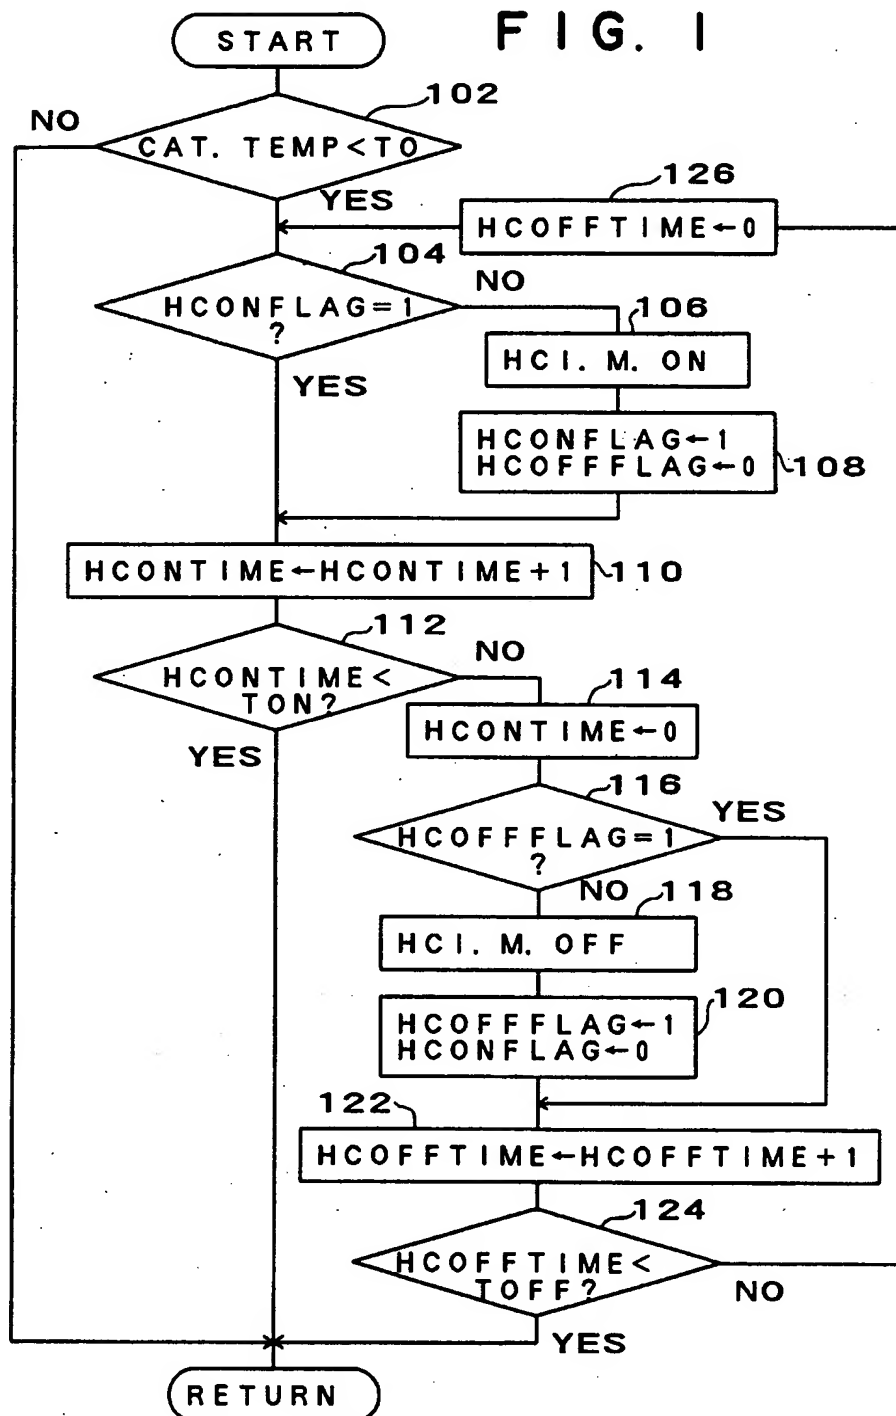 FIG. 1
START
102
NO
CAT. TEMP<TO
YES
126
HCOFFTIME←0
104
HCONFLAG=1
?
NO
106
HCI. M. ON
YES
HCONFLAG←1
HCOFFFLAG←0
108
HCONTIME←HCONTIME+1
110
112
HCONTIME<
TON?
NO
114
HCONTIME←0
YES
116
HCOFFFLAG=1
?
YES
NO
118
HCI. M. OFF
120
HCOFFFLAG←1
HCONFLAG←0
122
HCOFFTIME←HCOFFTIME+1
124
HCOFFTIME<
TOFF?
NO
YES
RETURN